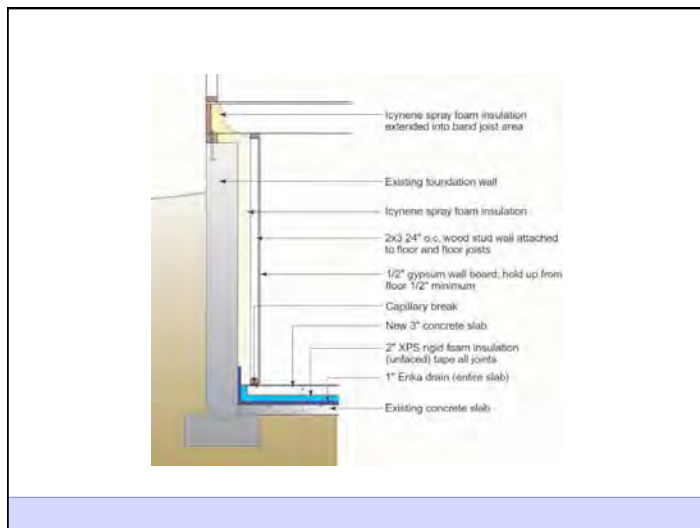 Icynene spray foam insulation
extended into band joist area
Existing foundation wall
Icynene spray foam insulation
2x3 24" o.c. wood stud wall attached
to floor and floor joists
1/2" gypsum wall board, hold up from
floor 1/2" minimum
Capillary break
New 3" concrete slab
2" XPS rigid foam insulation
(unfaced) tape all joints
1" Enka drain (entire slab)
Existing concrete slab